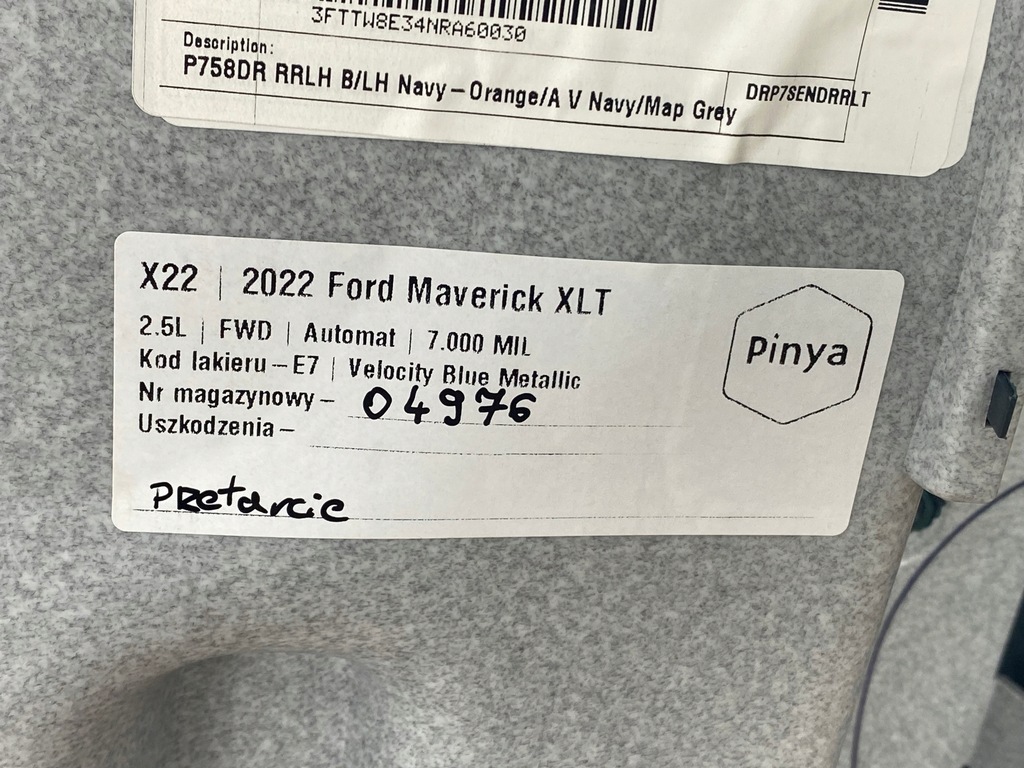 3FTTW8E34NRA60030
Description:
P758DR RRLH B/LH Navy-Orange/A V Navy/Map Grey
DRP7SENDRRLT
X22 | 2022 Ford Maverick XLT
2.5L | FWD | Automat | 7.000 MIL
Kod lakieru-E7 | Velocity Blue Metallic
Nr magazynowy- 04976
Uszkodzenia-
Przetarcie
Pinya